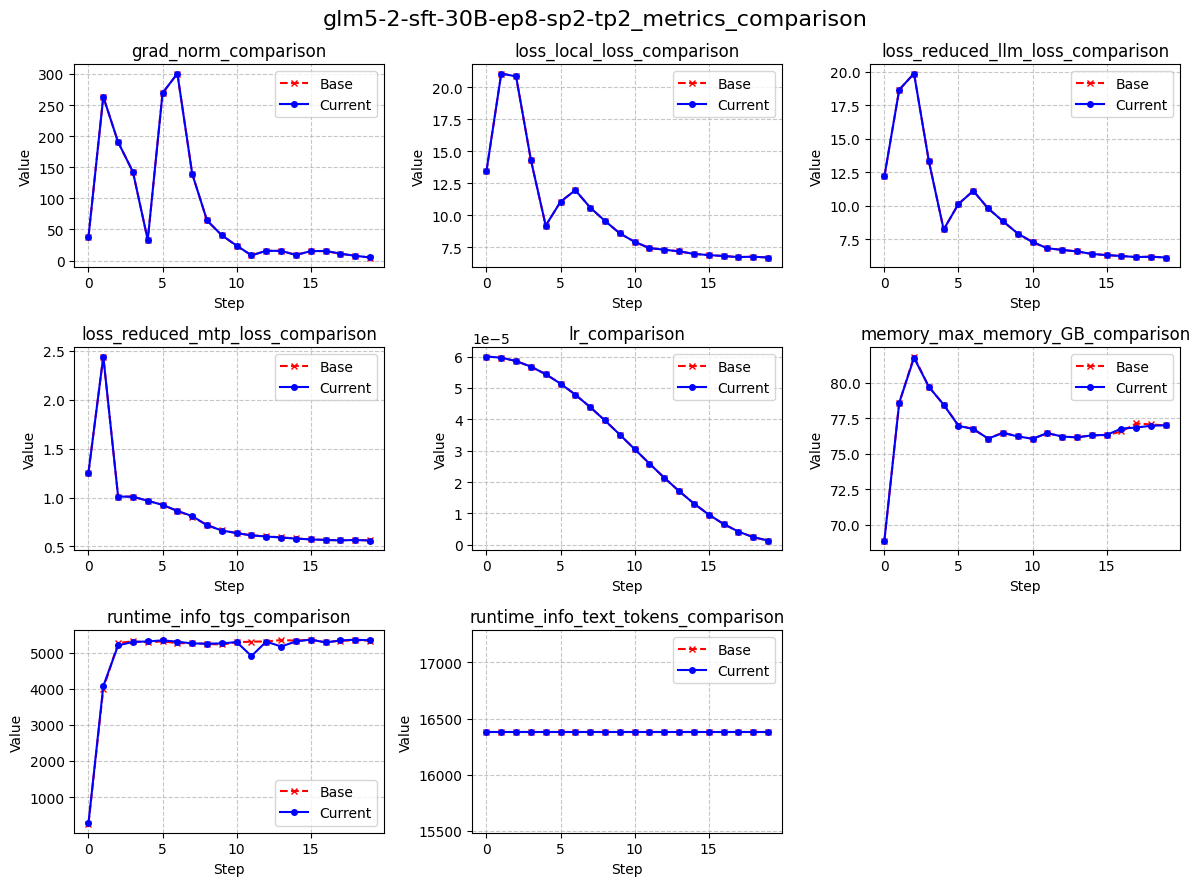 glm5-2-sft-30B-ep8-sp2-tp2_metrics_comparison
grad_norm_comparison
300
250
200
150
100
50
0
Value
0 5 10 15
Step
Base
Current
loss_local_loss_comparison
20.0
17.5
15.0
12.5
10.0
7.5
Value
0 5 10 15
Step
Base
Current
loss_reduced_llm_loss_comparison
20.0
17.5
15.0
12.5
10.0
7.5
Value
0 5 10 15
Step
Base
Current
loss_reduced_mtp_loss_comparison
2.5
2.0
1.5
1.0
0.5
Value
0 5 10 15
Step
Base
Current
lr_comparison
1e−5
6
5
4
3
2
1
0
Value
0 5 10 15
Step
Base
Current
memory_max_memory_GB_comparison
80.0
77.5
75.0
72.5
70.0
Value
0 5 10 15
Step
Base
Current
runtime_info_tgs_comparison
5000
4000
3000
2000
1000
Value
0 5 10 15
Step
Base
Current
runtime_info_text_tokens_comparison
17000
16500
16000
15500
Value
0 5 10 15
Step
Base
Current